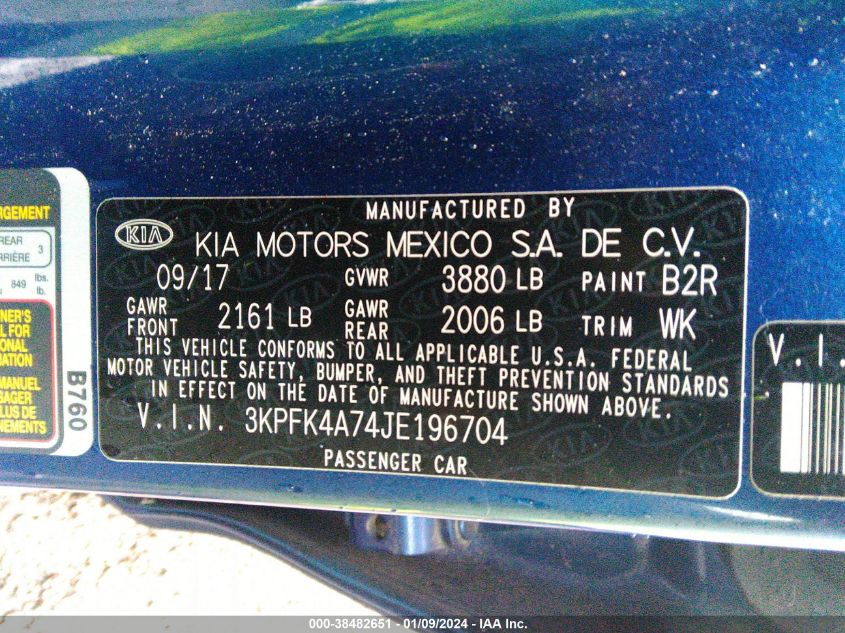 MANUFACTURED BY
KIA KIA MOTORS MEXICO S.A. DE C.V.
09/17 GVWR 3880 LB PAINT B2R
GAWR FRONT 2161 LB GAWR REAR 2006 LB TRIM WK
THIS VEHICLE CONFORMS TO ALL APPLICABLE U.S.A. FEDERAL
MOTOR VEHICLE SAFETY, BUMPER, AND THEFT PREVENTION STANDARDS
IN EFFECT ON THE DATE OF MANUFACTURE SHOWN ABOVE.
V.I.N. 3KPFK4A74JE196704
PASSENGER CAR
REAR 3
849 lbs.
B760
V.I.
000-38482651 - 01/09/2024 - IAA Inc.